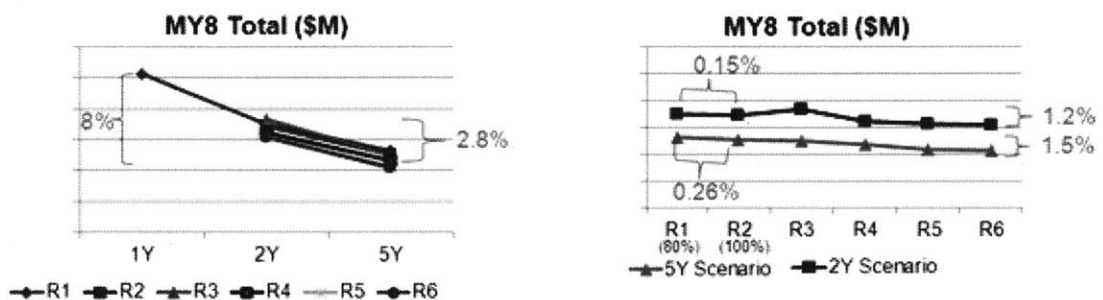 MY8 Total ($M)
8%
2.8%
1Y 2Y 5Y
R1 R2 R3 R4 R5 R6
MY8 Total ($M)
0.15%
1.2%
1.5%
0.26%
R1 R2 R3 R4 R5 R6
(80%) (100%)
5Y Scenario 2Y Scenario